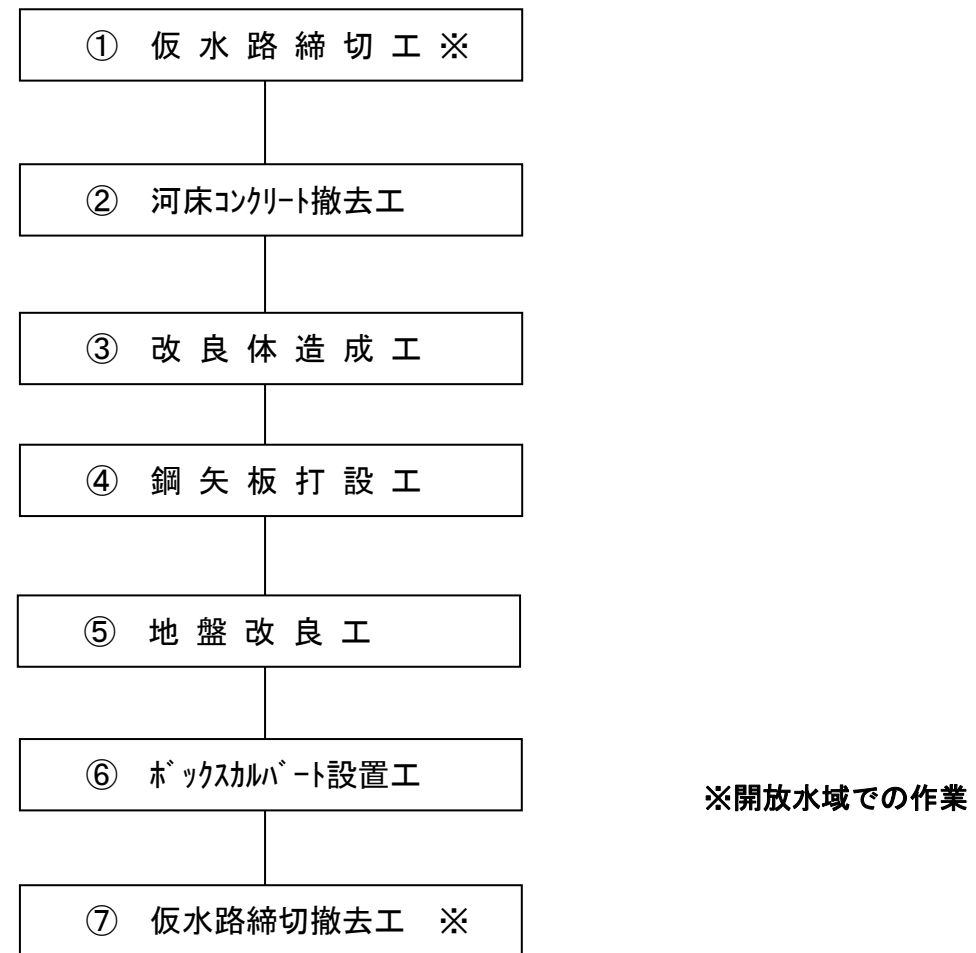 ① 仮 水 路 締 切 工 ※
② 河床ｺﾝｸﾘｰﾄ撤去工
③ 改 良 体 造 成 工
④ 鋼 矢 板 打 設 工
⑤ 地 盤 改 良 工
⑥ ﾎﾞｯｸｽｶﾙﾊﾞｰﾄ設置工
※開放水域での作業
⑦ 仮水路締切撤去工 ※